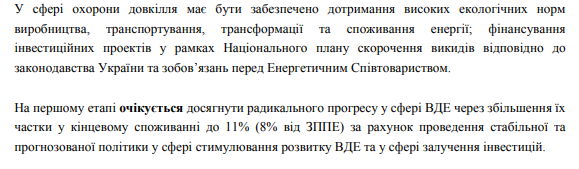 У сфері охорони довкілля має бути забезпечено дотримання високих екологічних норм
виробництва, транспортування, трансформації та споживання енергії; фінансування
інвестиційних проектів у рамках Національного плану скорочення викидів відповідно до
законодавства України та зобов’язань перед Енергетичним Співтовариством.
На першому етапі очікується досягнути радикального прогресу у сфері ВДЕ через збільшення їх
частки у кінцевому споживанні до 11% (8% від ЗППЕ) за рахунок проведення стабільної та
прогнозованої політики у сфері стимулювання розвитку ВДЕ та у сфері залучення інвестицій.